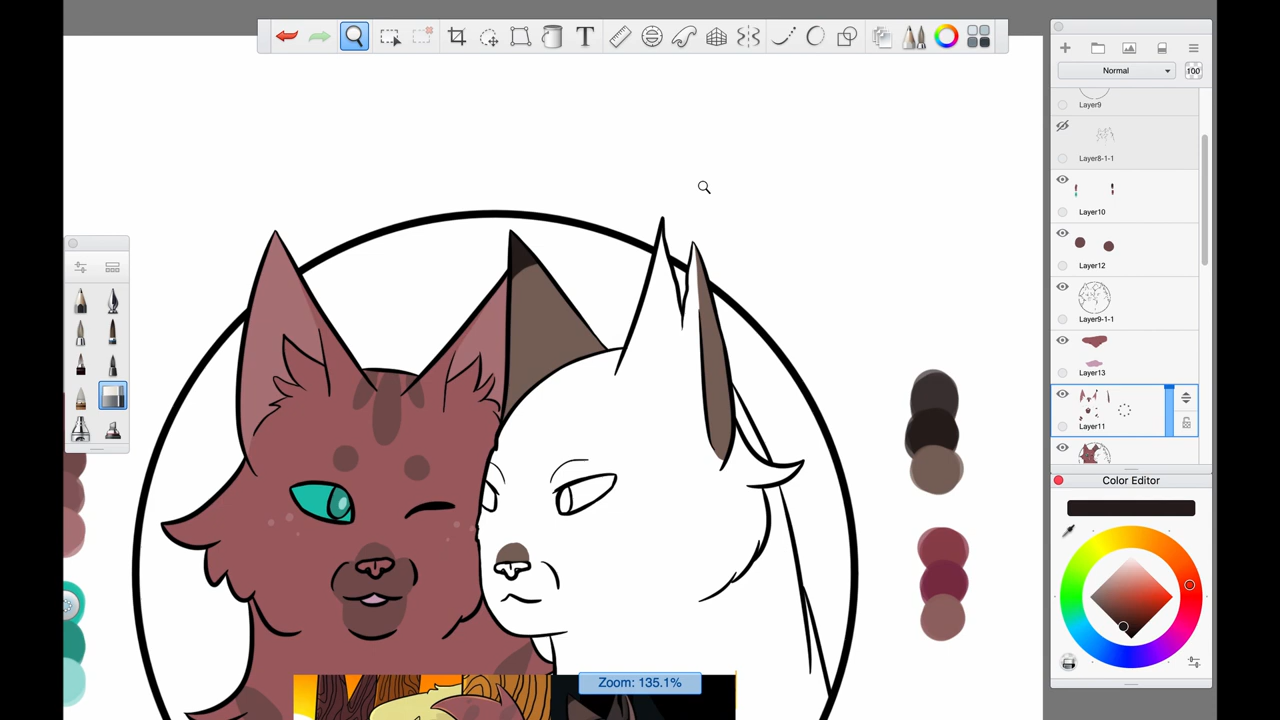 T
Normal
100
Layer9
Layer8-1-1
Layer10
Layer12
Layer9-1-1
Layer13
Layer11
Color Editor
Zoom: 135.1%